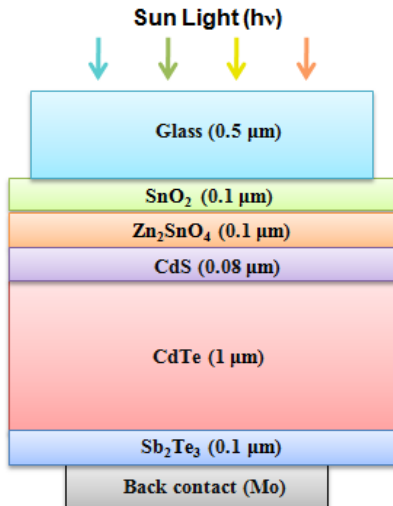 Sun Light (hν)
Glass (0.5 μm)
SnO₂ (0.1 μm)
Zn₂SnO₄ (0.1 μm)
CdS (0.08 μm)
CdTe (1 μm)
Sb₂Te₃ (0.1 μm)
Back contact (Mo)